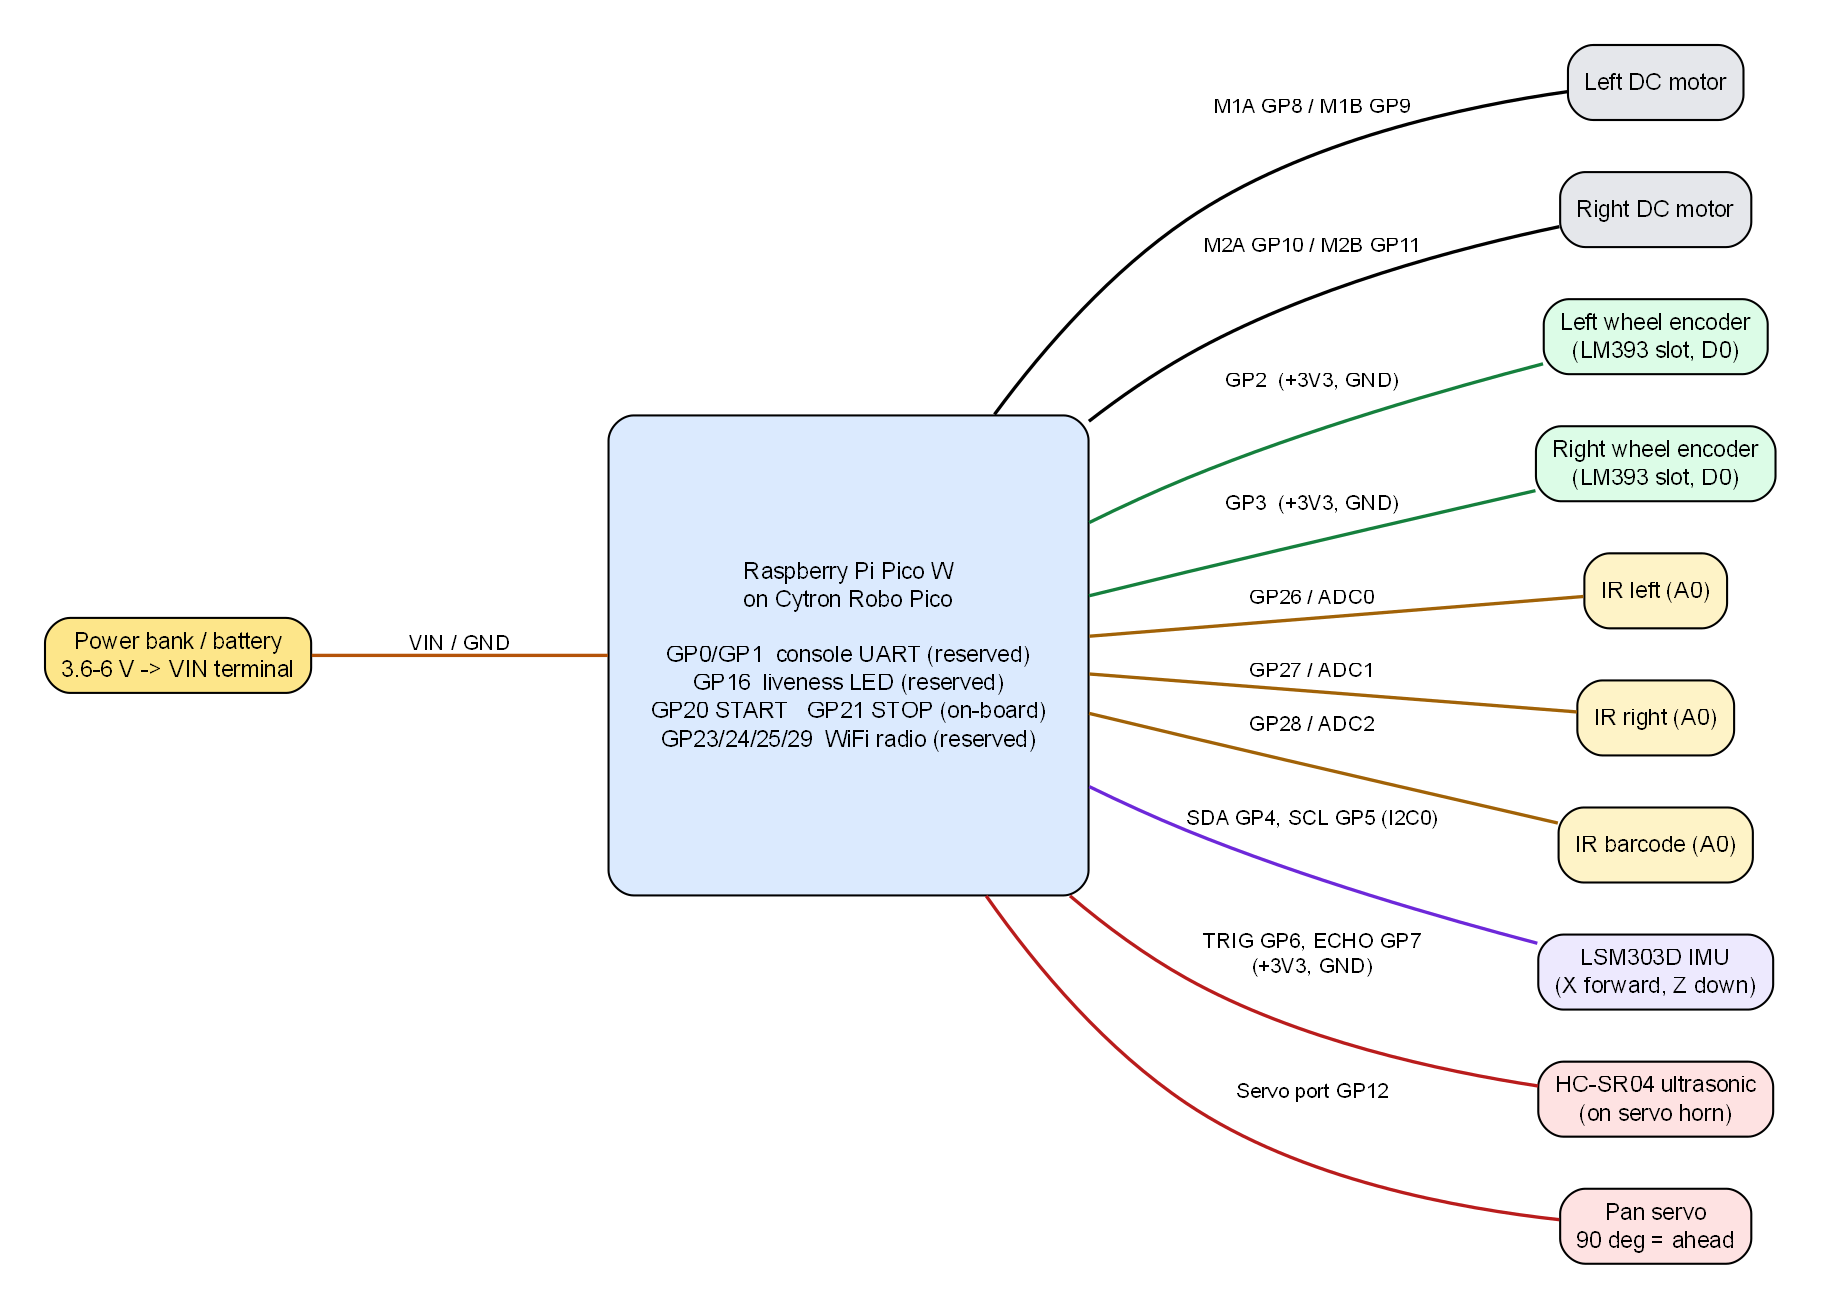 Left DC motor
M1A GP8 / M1B GP9
Right DC motor
M2A GP10 / M2B GP11
Left wheel encoder
(LM393 slot, D0)
GP2  (+3V3, GND)
Right wheel encoder
(LM393 slot, D0)
GP3  (+3V3, GND)
Raspberry Pi Pico W
on Cytron Robo Pico
GP0/GP1  console UART (reserved)
GP16  liveness LED (reserved)
GP20 START   GP21 STOP (on-board)
GP23/24/25/29  WiFi radio (reserved)
Power bank / battery
3.6-6 V -> VIN terminal
VIN / GND
GP26 / ADC0
IR left (A0)
GP27 / ADC1
IR right (A0)
GP28 / ADC2
IR barcode (A0)
SDA GP4, SCL GP5 (I2C0)
LSM303D IMU
(X forward, Z down)
TRIG GP6, ECHO GP7
(+3V3, GND)
HC-SR04 ultrasonic
(on servo horn)
Servo port GP12
Pan servo
90 deg = ahead